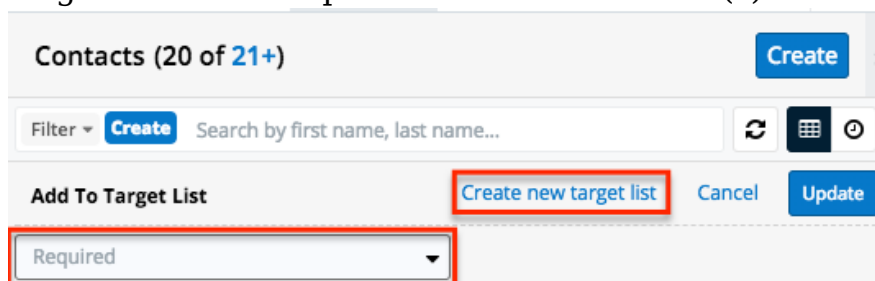 Contacts (20 of 21+) Create
Filter Create Search by first name, last name...
Add To Target List Create new target list Cancel Update
Required